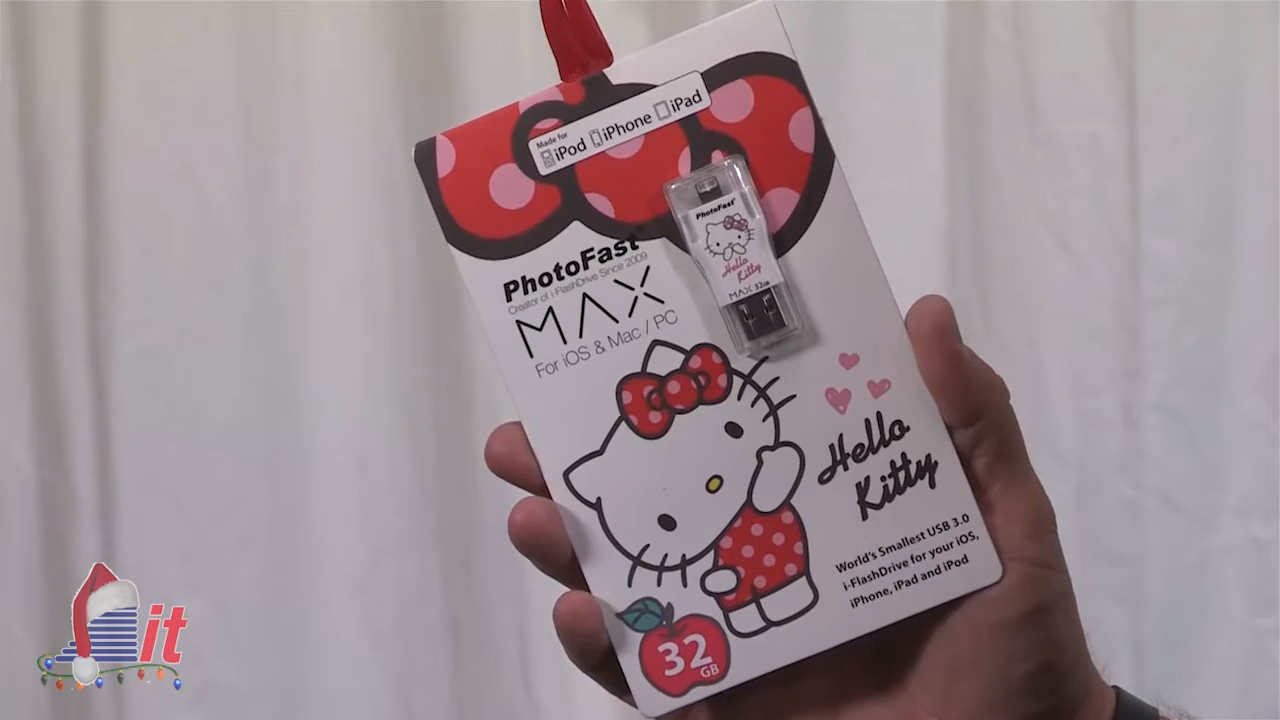 Made for
iPod iPhone iPad
PhotoFast
Creator of i-FlashDrive Since 2009
MAX
For iOS & Mac / PC
PhotoFast
Hello
Kitty
MAX 32GB
Hello
Kitty
World's Smallest USB 3.0
i-FlashDrive for your iOS,
iPhone, iPad and iPod
32
GB
it